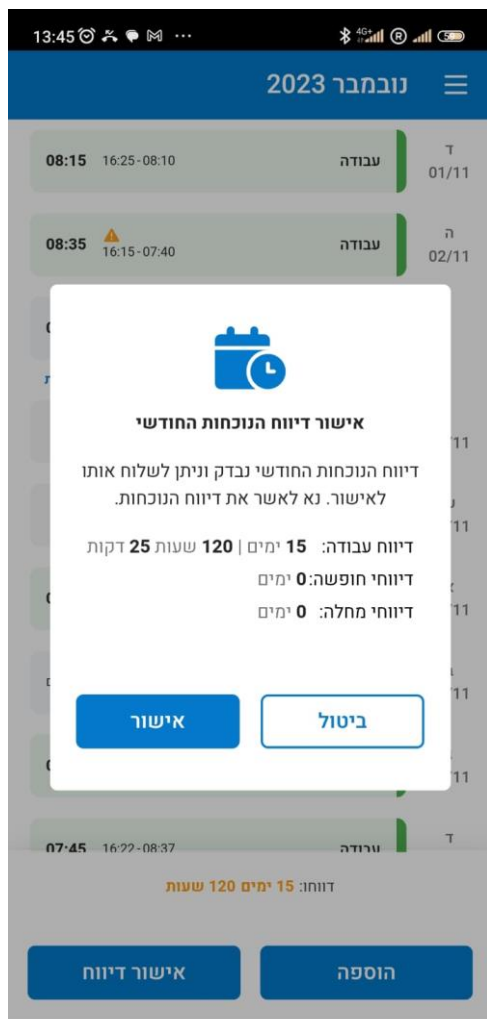 13:45
4G+
50
נובמבר 2023
ד
עבודה 08:10-16:25 08:15
01/11
ה
עבודה 07:40-16:15 08:35
02/11
אישור דיווח הנוכחות החודשי
דיווח הנוכחות החודשי נבדק וניתן לשלוח אותו
לאישור. נא לאשר את דיווח הנוכחות.
דיווח עבודה: 15 ימים | 120 שעות 25 דקות
דיווחי חופשה: 0 ימים
דיווחי מחלה: 0 ימים
ביטול אישור
ד
עבודה 08:37-16:22 07:45
דווחו: 15 ימים 120 שעות
הוספה אישור דיווח